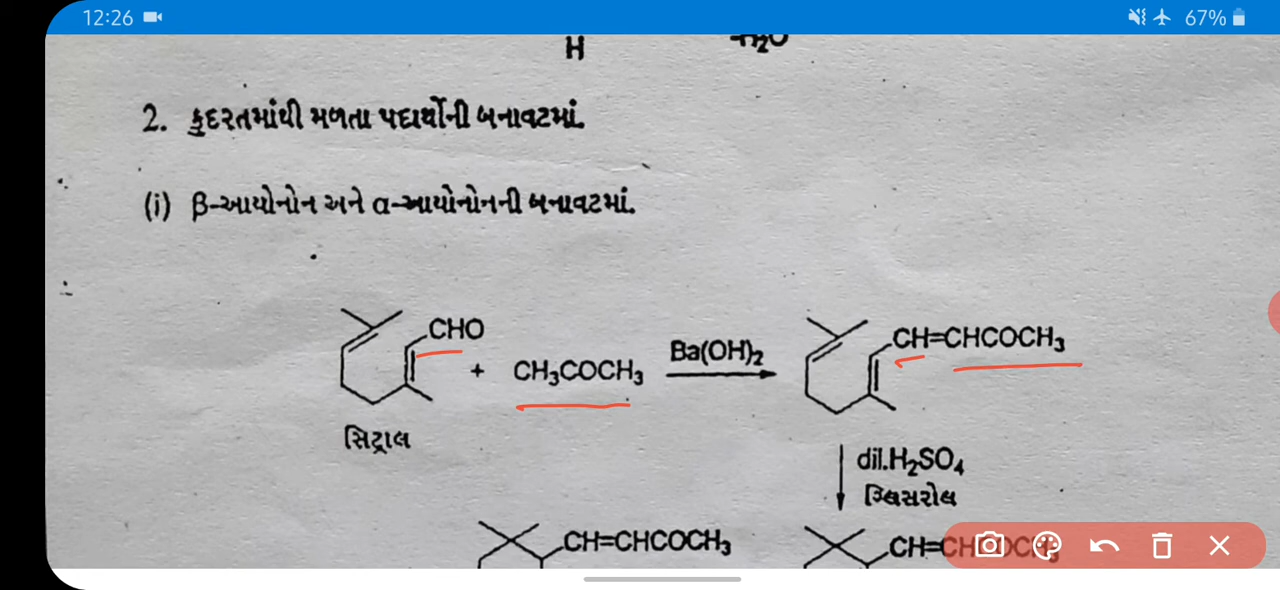 12:26
67%
H
2. કુદરતમાંથી મળતા પદાર્થોની બનાવટમાં.
(i) β-આયોનોન અને α-આયોનોનની બનાવટમાં.
CHO
+ CH₃COCH₃
Ba(OH)₂
CH=CHCOCH₃
સિટ્રાલ
dil.H₂SO₄
ગ્લિસરોલ
CH=CHCOCH₃